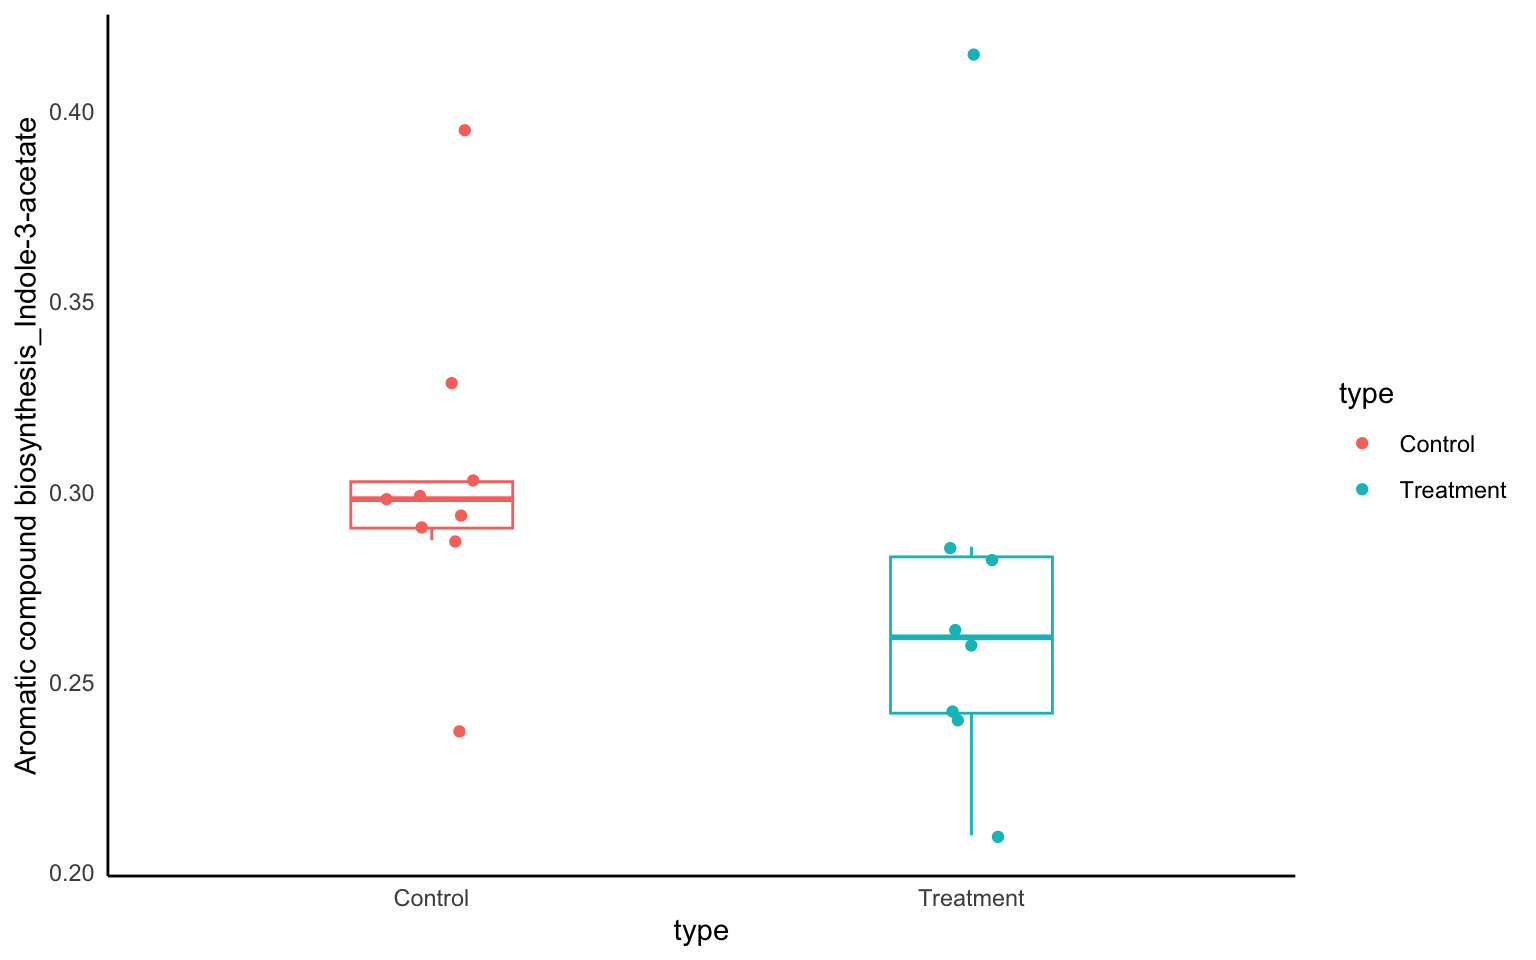 Aromatic compound biosynthesis_Indole-3-acetate
0.40
0.35
0.30
0.25
0.20
Control
Treatment
type
type
Control
Treatment